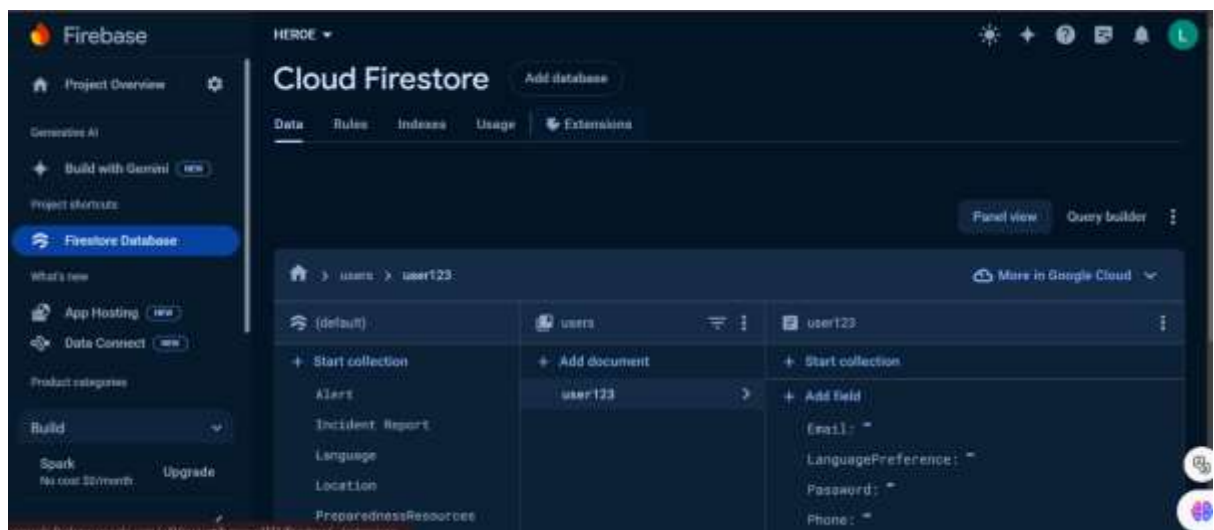 Firebase
Project Overview
Generative AI
Build with Gemini NEW
Project shortcuts
Firestore Database
What's new
App Hosting NEW
Data Connect NEW
Product categories
Build
Spark
No cost $0/month
Upgrade
HEROE
L
Cloud Firestore
Add database
Data Rules Indexes Usage Extensions
Panel view Query builder
users user123
More in Google Cloud
(default)
+ Start collection
Alert
Incident Report
Language
Location
PreparednessResources
users
+ Add document
user123
user123
+ Start collection
+ Add field
Email: ""
LanguagePreference: ""
Password: ""
Phone: ""